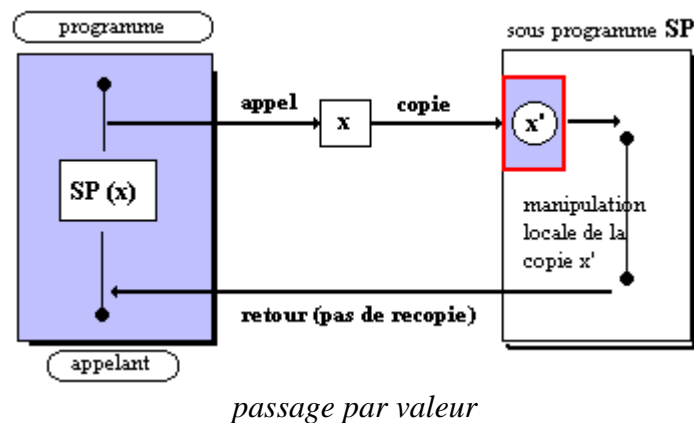 programme
sous programme SP
appel
copie
x
x'
SP (x)
manipulation
locale de la
copie x'
retour (pas de recopie)
appelant
passage par valeur